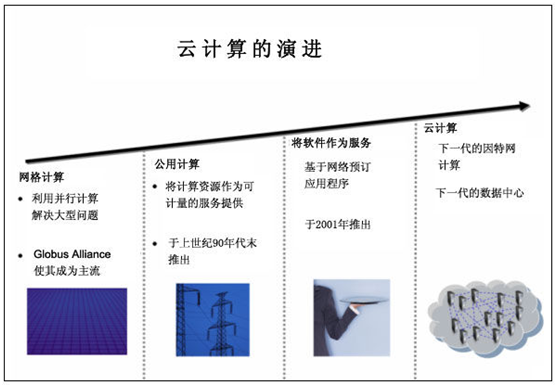 云计算的演进
网格计算
• 利用并行计算
解决大型问题
• Globus Alliance
使其成为主流
公用计算
• 将计算资源作为可
计量的服务提供
• 于上世纪90年代末
推出
将软件作为服务
基于网络预订
应用程序
于2001年推出
云计算
下一代的因特网
计算
下一代的数据中心